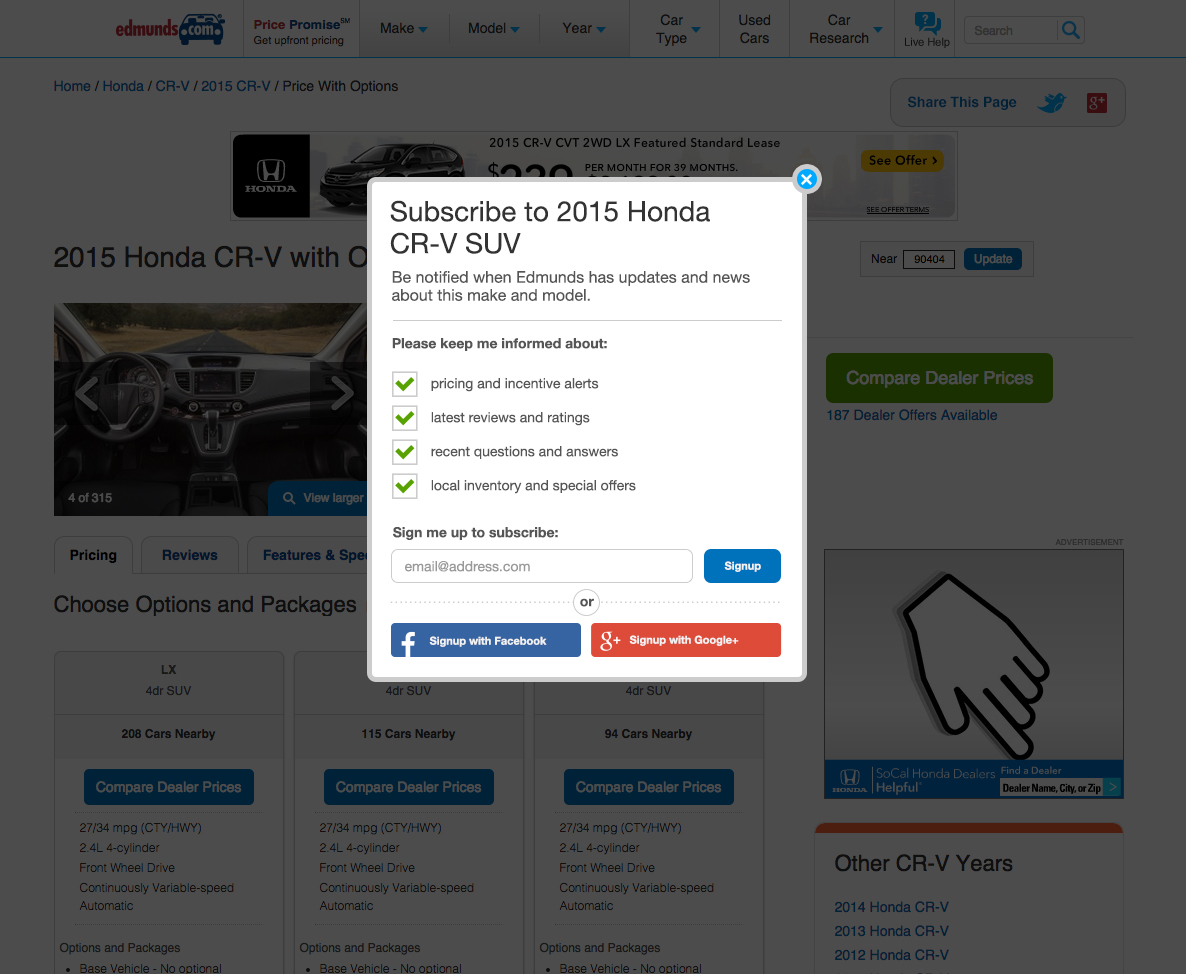 edmunds.com
Price Promise℠
Get upfront pricing
Make
Model
Year
Car
Type
Used
Cars
Car
Research
Live Help
Search
Home / Honda / CR-V / 2015 CR-V / Price With Options
Share This Page
g+
HONDA
2015 CR-V CVT 2WD LX Featured Standard Lease
PER MONTH FOR 39 MONTHS.
See Offer >
SEE OFFER TERMS
2015 Honda CR-V with
Near 90404 Update
4 of 315
View larger
Compare Dealer Prices
187 Dealer Offers Available
Pricing
Reviews
Features & Spe
Choose Options and Packages
Subscribe to 2015 Honda
CR-V SUV
Be notified when Edmunds has updates and news
about this make and model.
Please keep me informed about:
pricing and incentive alerts
latest reviews and ratings
recent questions and answers
local inventory and special offers
Sign me up to subscribe:
email@address.com
Signup
or
f Signup with Facebook
g+ Signup with Google+
LX
4dr SUV
208 Cars Nearby
Compare Dealer Prices
27/34 mpg (CTY/HWY)
2.4L 4-cylinder
Front Wheel Drive
Continuously Variable-speed
Automatic
Options and Packages
• Base Vehicle - No optional
4dr SUV
115 Cars Nearby
Compare Dealer Prices
27/34 mpg (CTY/HWY)
2.4L 4-cylinder
Front Wheel Drive
Continuously Variable-speed
Automatic
Options and Packages
• Base Vehicle - No optional
4dr SUV
94 Cars Nearby
Compare Dealer Prices
27/34 mpg (CTY/HWY)
2.4L 4-cylinder
Front Wheel Drive
Continuously Variable-speed
Automatic
Options and Packages
• Base Vehicle - No optional
ADVERTISEMENT
HONDA
SoCal Honda Dealers
Helpful
Find a Dealer
Dealer Name, City, or Zip >
Other CR-V Years
2014 Honda CR-V
2013 Honda CR-V
2012 Honda CR-V